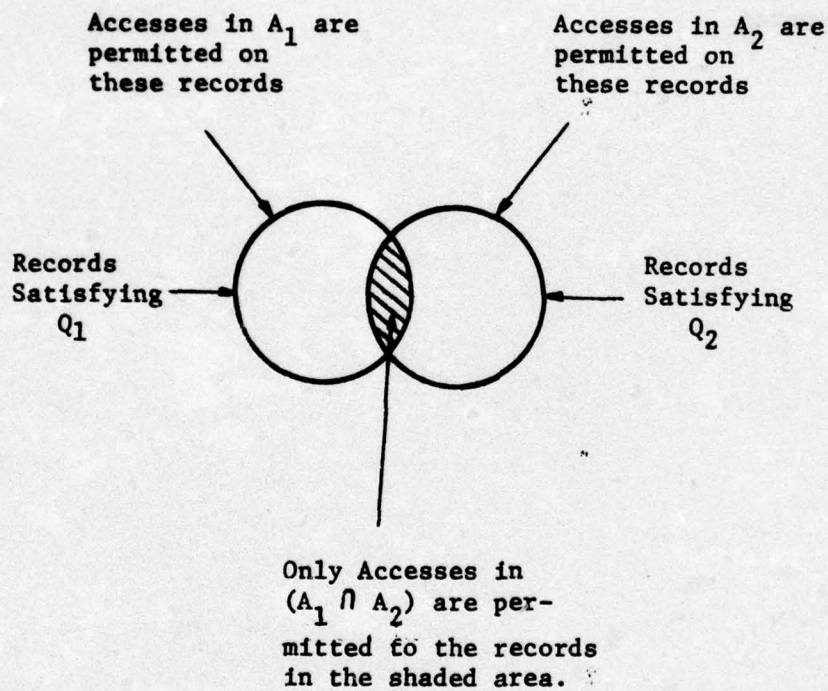 Accesses in A1 are
permitted on
these records
Accesses in A2 are
permitted on
these records
Records
Satisfying
Q1
Records
Satisfying
Q2
Only Accesses in
(A1 ∩ A2) are per-
mitted to the records
in the shaded area.